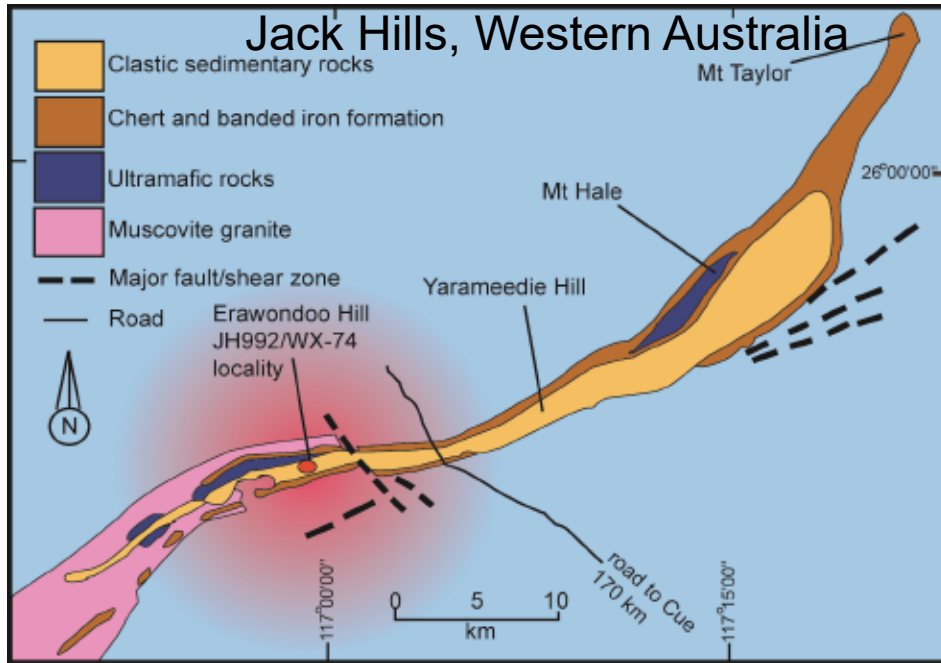 Jack Hills, Western Australia
Clastic sedimentary rocks
Chert and banded iron formation
Ultramafic rocks
Muscovite granite
Major fault/shear zone
Road
Mt Taylor
26°00'00"
Mt Hale
Yarameedie Hill
Erawondoo Hill
JH992/WX-74
locality
N
road to Cue
170 km
0 5 10
km
117°00'00"
117°15'00"